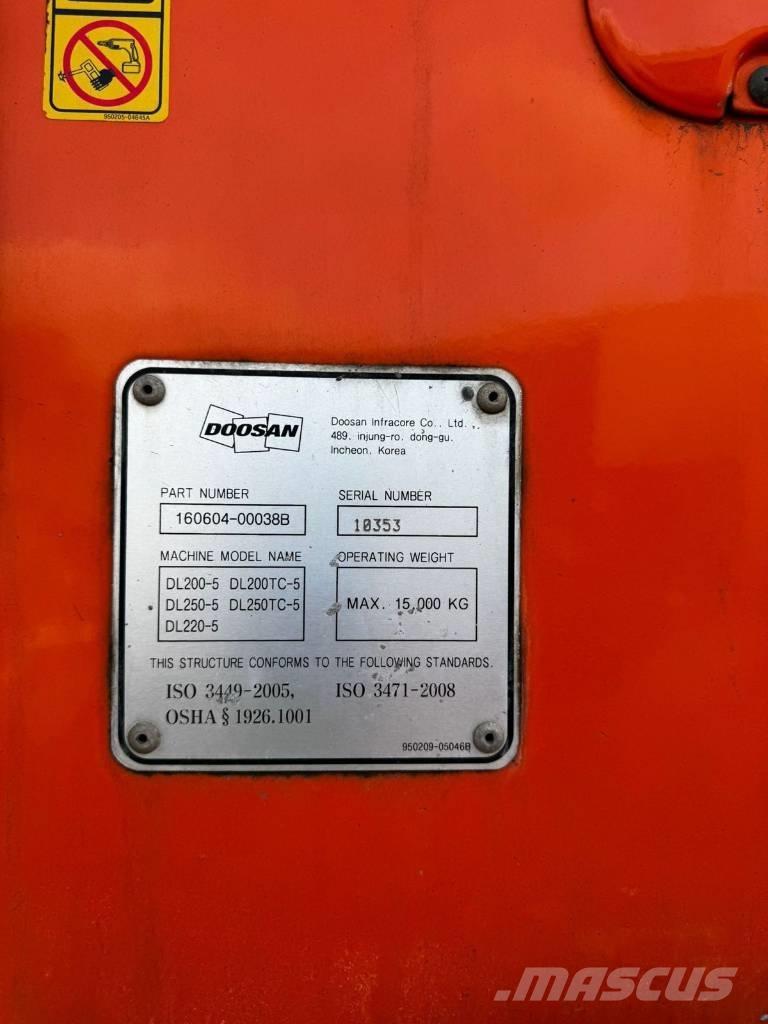 950205-04645A
DOOSAN
Doosan Infracore Co., Ltd.,
489, injung-ro, dong-gu,
Incheon, Korea
PART NUMBER
160604-00038B
SERIAL NUMBER
10353
MACHINE MODEL NAME
DL200-5 DL200TC-5
DL250-5 DL250TC-5
DL220-5
OPERATING WEIGHT
MAX. 15,000 KG
THIS STRUCTURE CONFORMS TO THE FOLLOWING STANDARDS.
ISO 3449-2005, ISO 3471-2008
OSHA § 1926.1001
950209-05046B
.MASCUS